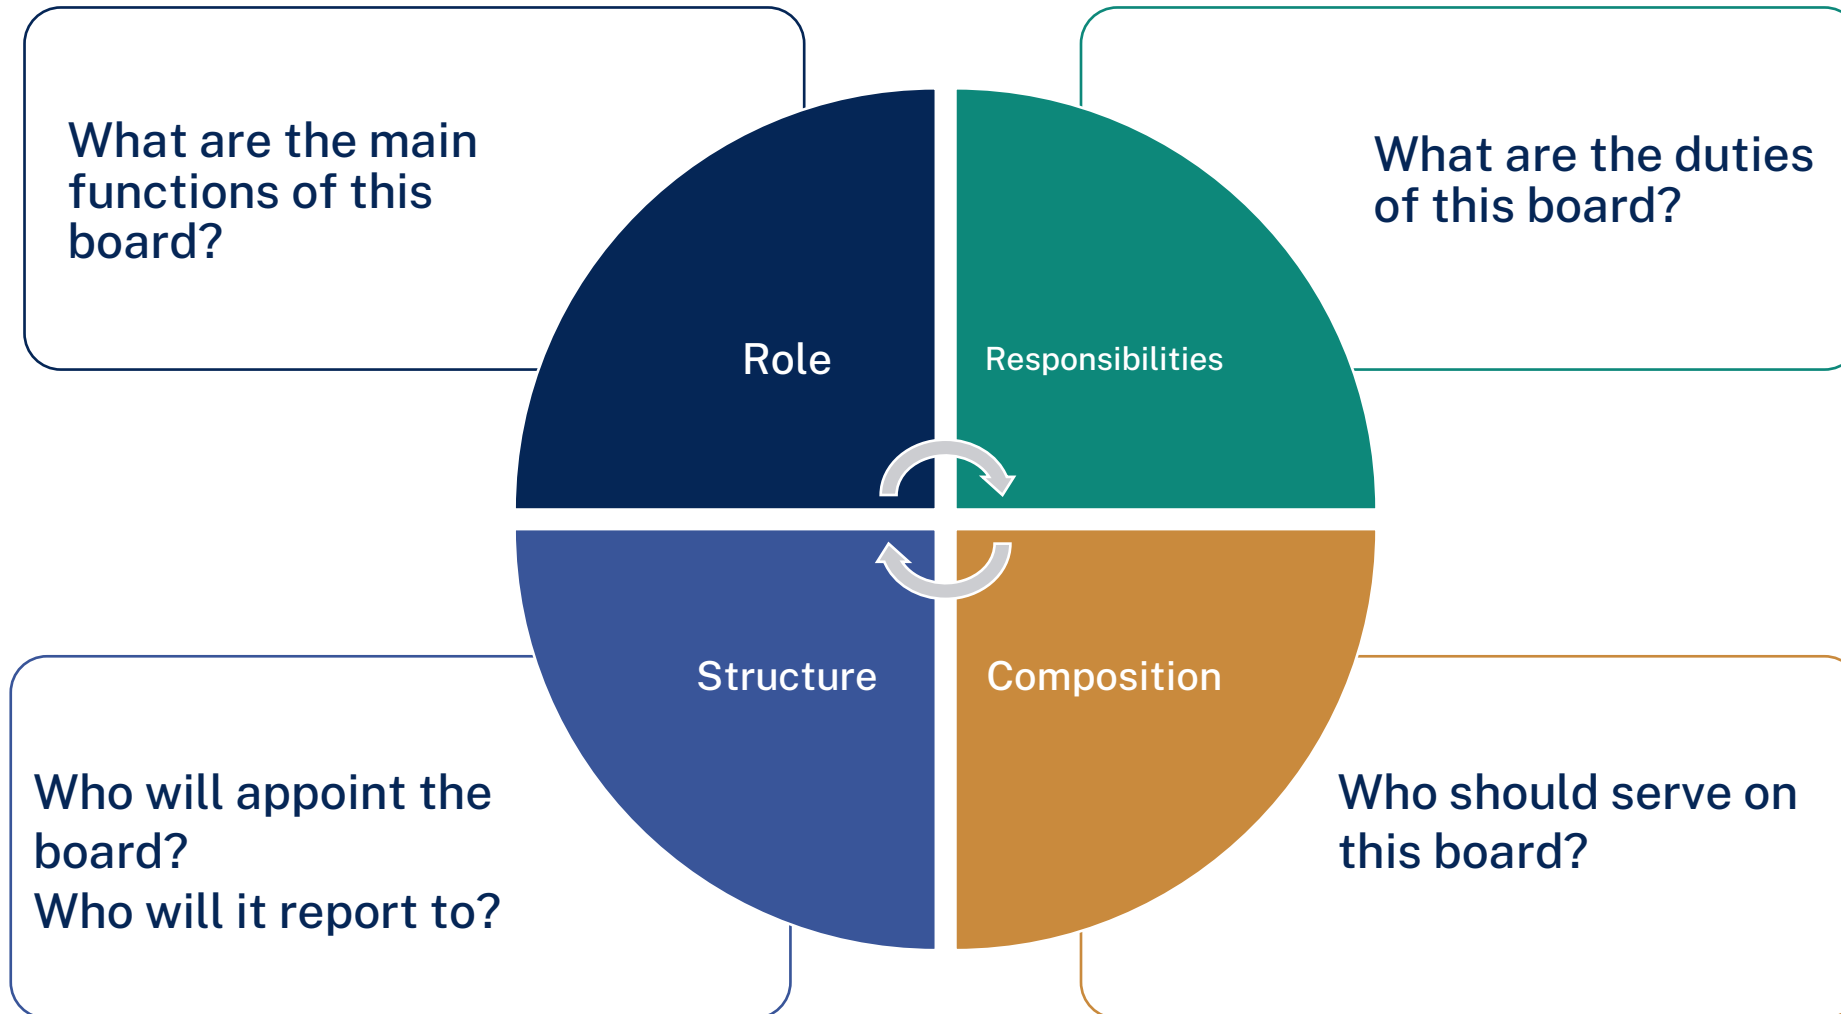 What are the main
functions of this
board?
What are the duties
of this board?
Role
Responsibilities
Structure
Composition
Who will appoint the
board?
Who will it report to?
Who should serve on
this board?